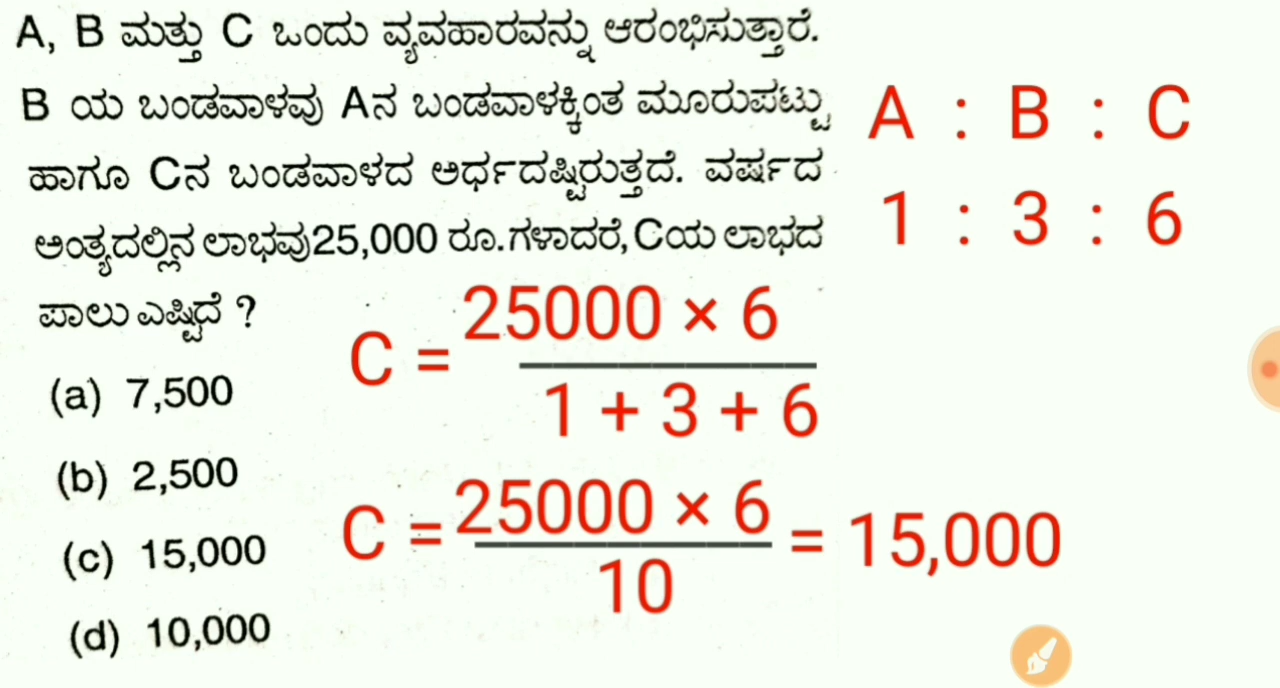 A, B ಮತ್ತು C ಒಂದು ವ್ಯವಹಾರವನ್ನು ಆರಂಭಿಸುತ್ತಾರೆ.
B ಯ ಬಂಡವಾಳವು Aನ ಬಂಡವಾಳಕ್ಕಿಂತ ಮೂರುಪಟ್ಟು
ಹಾಗೂ Cನ ಬಂಡವಾಳದ ಅರ್ಧದಷ್ಟಿರುತ್ತದೆ. ವರ್ಷದ
ಅಂತ್ಯದಲ್ಲಿನ ಲಾಭವು 25,000 ರೂ.ಗಳಾದರೆ, Cಯ ಲಾಭದ
ಪಾಲು ಎಷ್ಟಿದೆ ?
(a) 7,500
(b) 2,500
(c) 15,000
(d) 10,000
A : B : C
1 : 3 : 6
C = 25000 × 6
1 + 3 + 6
C = 25000 × 6 = 15,000
10